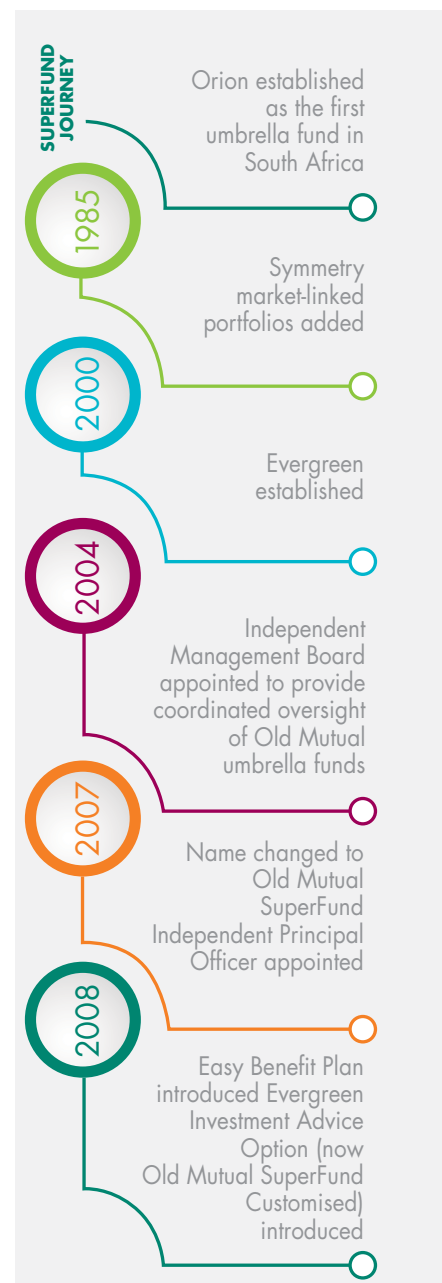 SUPERFUND
JOURNEY
Orion established
as the first
umbrella fund in
South Africa
1985
Symmetry
market-linked
portfolios added
2000
Evergreen
established
2004
Independent
Management Board
appointed to provide
coordinated oversight
of Old Mutual
umbrella funds
2007
Name changed to
Old Mutual
SuperFund
Independent Principal
Officer appointed
2008
Easy Benefit Plan
introduced Evergreen
Investment Advice
Option (now
Old Mutual SuperFund
Customised)
introduced